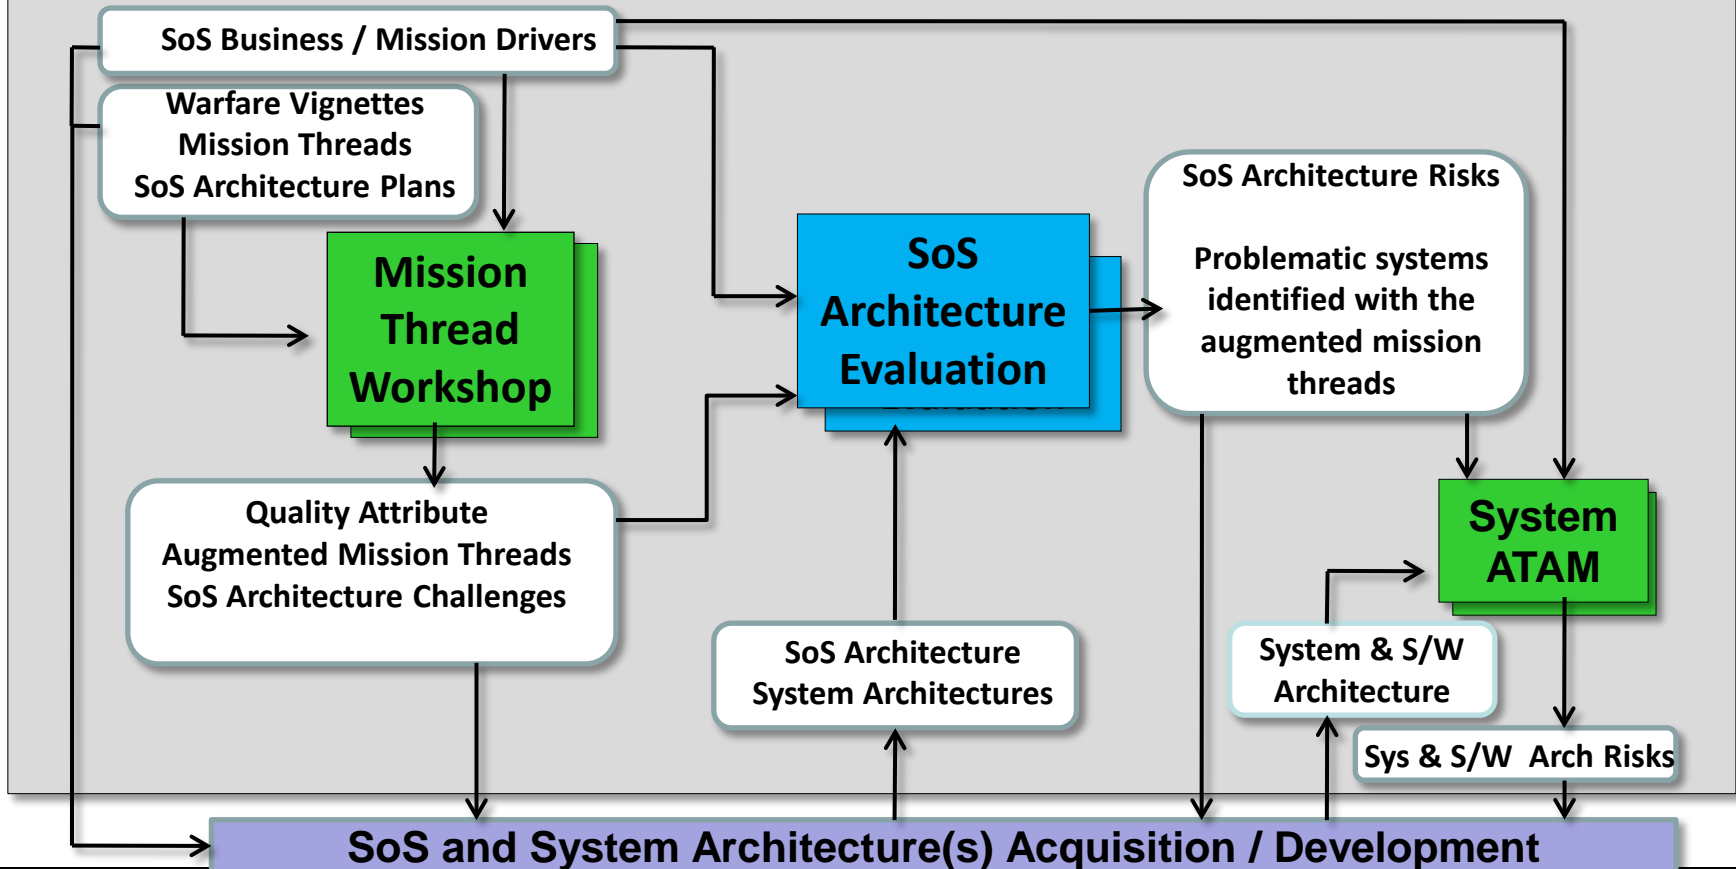 SoS Business / Mission Drivers
Warfare Vignettes
Mission Threads
SoS Architecture Plans
Mission
Thread
Workshop
Quality Attribute
Augmented Mission Threads
SoS Architecture Challenges
SoS
Architecture
Evaluation
SoS Architecture
System Architectures
SoS Architecture Risks
Problematic systems
identified with the
augmented mission
threads
System
ATAM
System & S/W
Architecture
Sys & S/W Arch Risks
SoS and System Architecture(s) Acquisition / Development